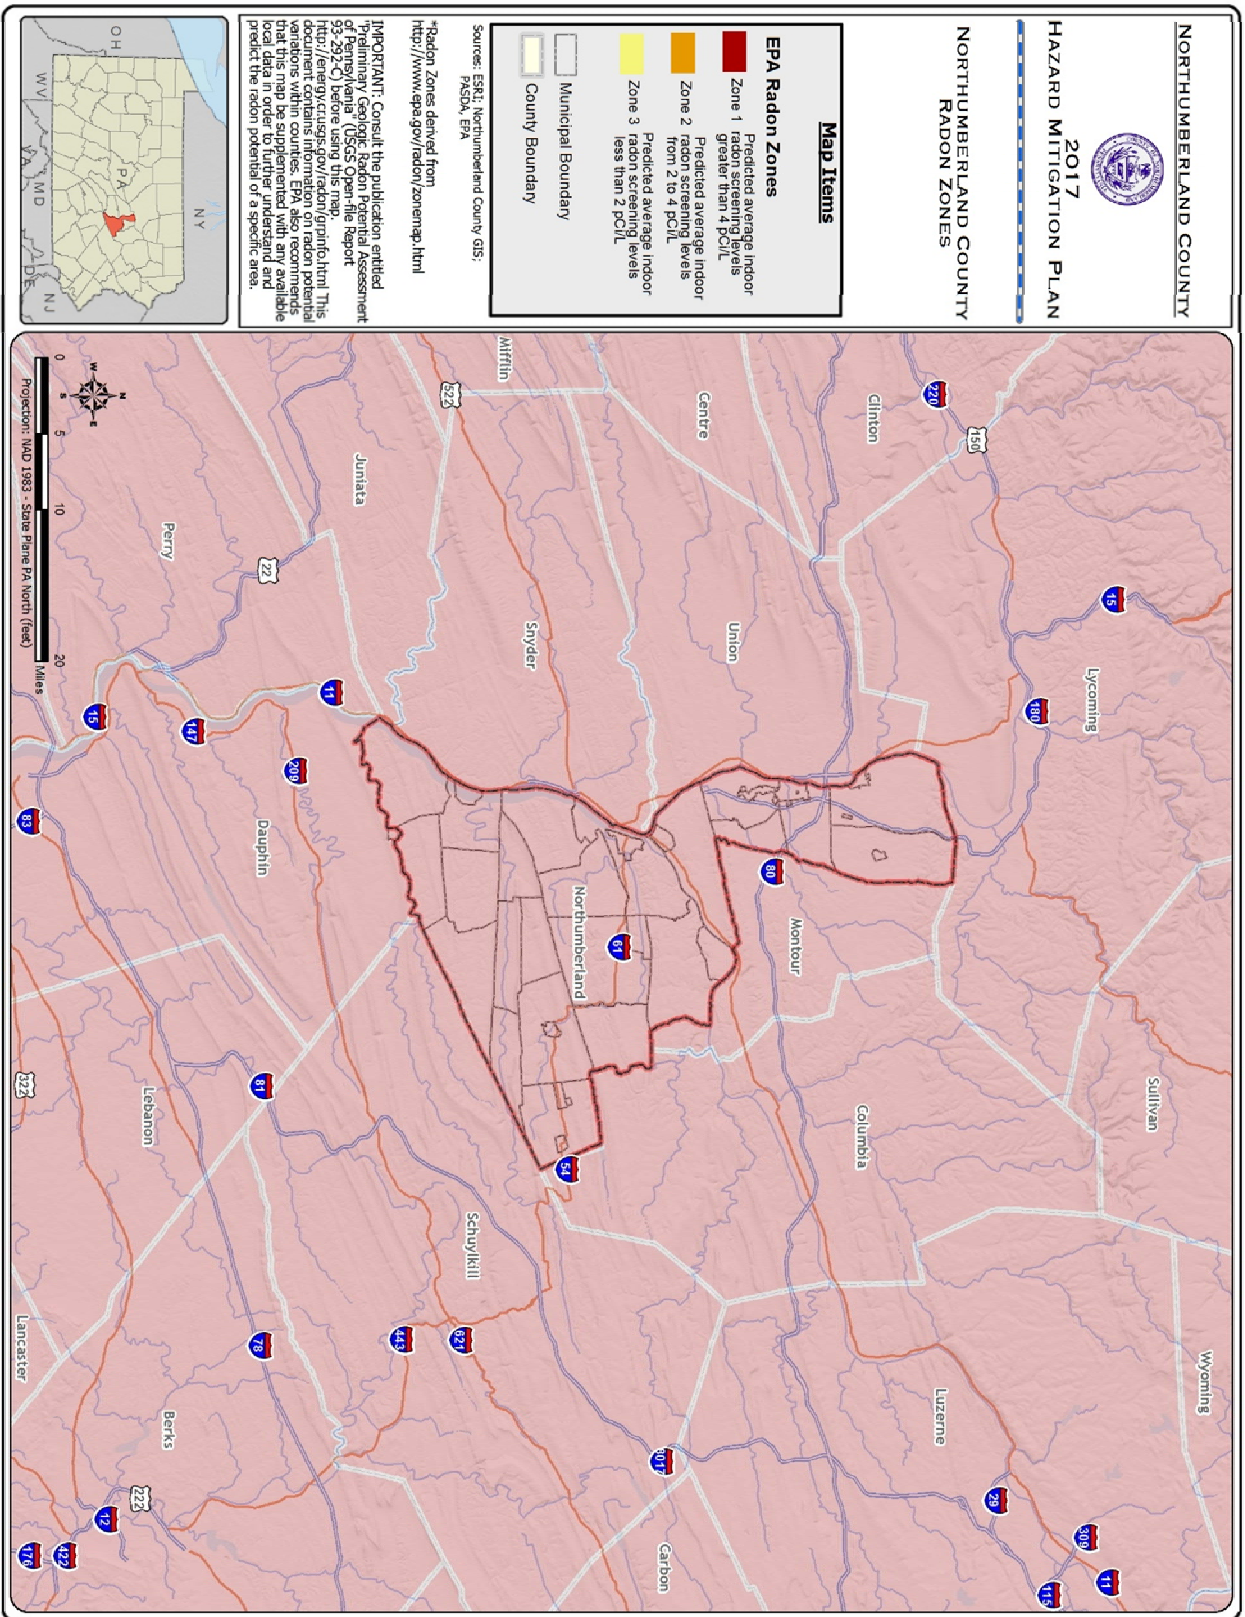 NORTHUMBERLAND COUNTY
2017
HAZARD MITIGATION PLAN
NORTHUMBERLAND COUNTY
RADON ZONES
Map Items
EPA Radon Zones
Zone 1
Predicted average indoor
radon screening levels
greater than 4 pCi/L
Zone 2
Predicted average indoor
radon screening levels
from 2 to 4 pCi/L
Zone 3
Predicted average indoor
radon screening levels
less than 2 pCi/L
Municipal Boundary
County Boundary
Sources: ESRI; Northumberland County GIS;
PASDA, EPA
*Radon Zones derived from
http://www.epa.gov/radon/zonemap.html
IMPORTANT: Consult the publication entitled
"Preliminary Geologic Radon Potential Assessment
of Pennsylvania" (USGS Open-file Report
93-292-C) before using this map.
http://energy.cr.usgs.gov/radon/grpinfo.html This
document contains information on radon potential
variations within counties. EPA also recommends
that this map be supplemented with any available
local data in order to further understand and
predict the radon potential of a specific area.
NY
OH
PA
WV
VA
MD
DE
NJ
220
150
15
180
Clinton
Lycoming
Sullivan
Wyoming
Centre
Mifflin
522
Union
Snyder
80
Montour
Columbia
Luzerne
29
309
11
115
Juniata
Northumberland
61
54
Schuylkill
621
443
1017
Carbon
Perry
22
11
147
209
15
83
Dauphin
81
Lebanon
322
78
Lancaster
Berks
222
12
422
176
N
W
E
S
0
5
10
20
Miles
Projection: NAD 1983 - State Plane PA North (feet)